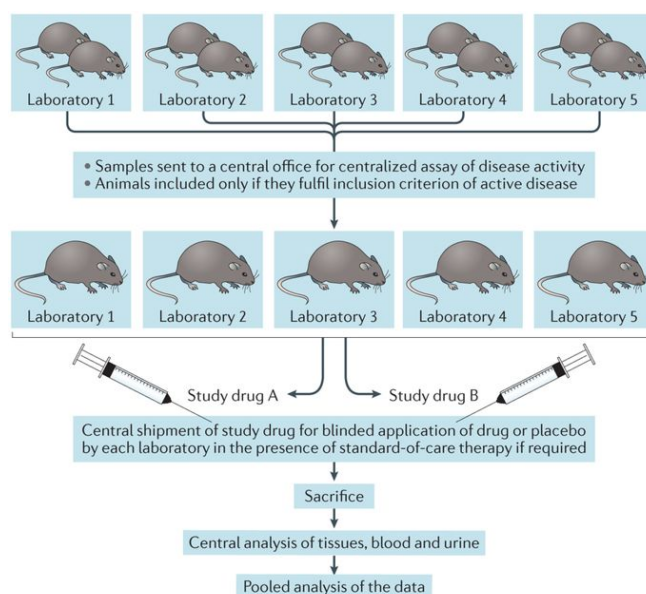 Laboratory 1
Laboratory 2
Laboratory 3
Laboratory 4
Laboratory 5
• Samples sent to a central office for centralized assay of disease activity
• Animals included only if they fulfil inclusion criterion of active disease
Laboratory 1
Laboratory 2
Laboratory 3
Laboratory 4
Laboratory 5
Study drug A
Study drug B
Central shipment of study drug for blinded application of drug or placebo
by each laboratory in the presence of standard-of-care therapy if required
Sacrifice
Central analysis of tissues, blood and urine
Pooled analysis of the data